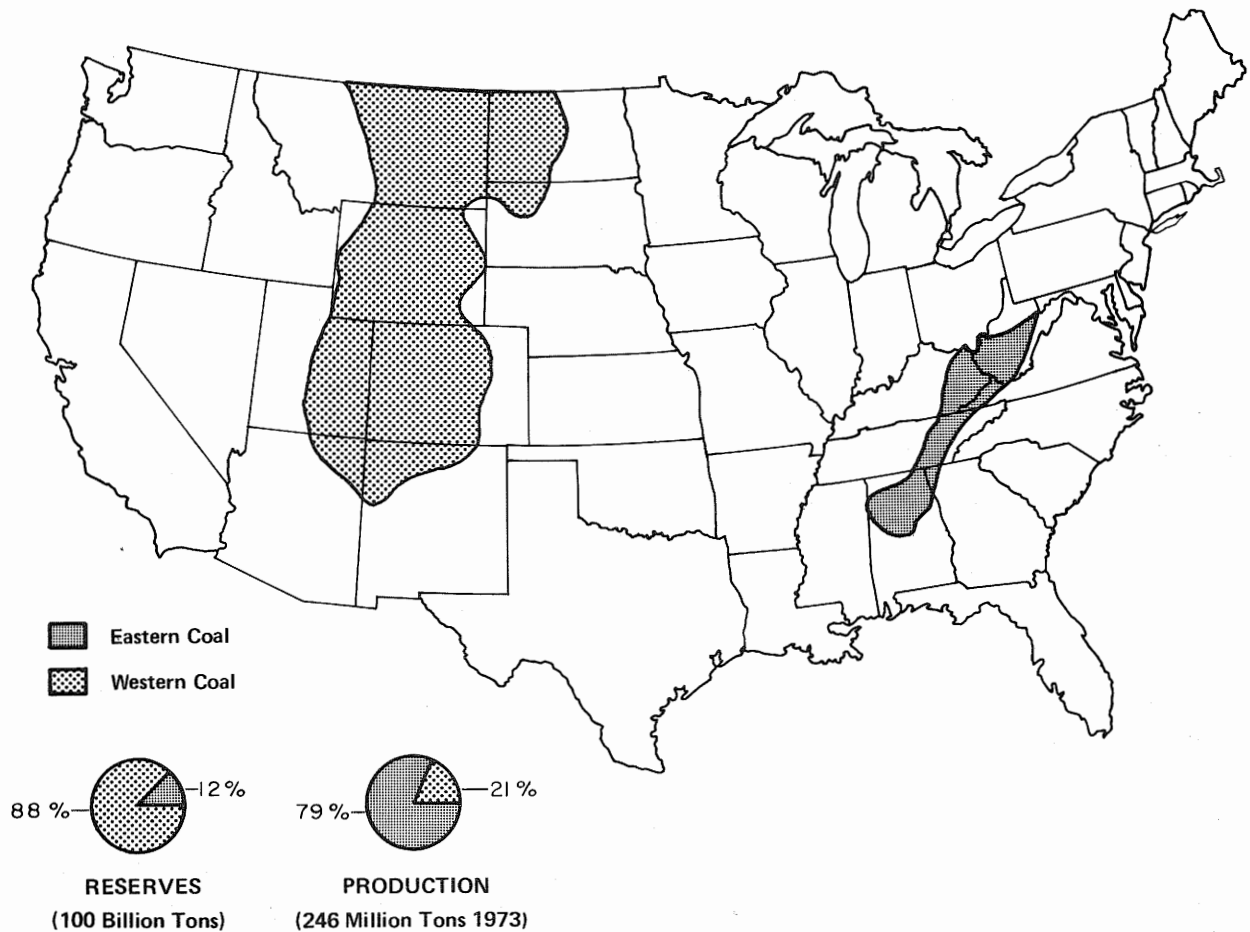 Eastern Coal
Western Coal
88 %
12 %
79 %
21 %
RESERVES
(100 Billion Tons)
PRODUCTION
(246 Million Tons 1973)